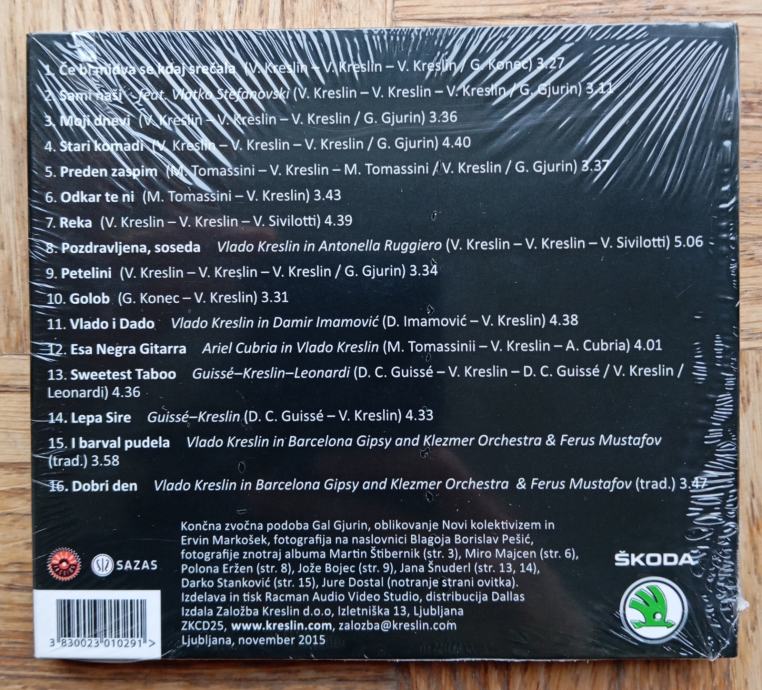 1. Če bi midva se kdaj srečala (V. Kreslin – V. Kreslin – V. Kreslin / G. Konec) 3.27
2. Sami naši - feat. Vlatko Stefanovski (V. Kreslin – V. Kreslin – V. Kreslin / G. Gjurin) 3.11
3. Moji dnevi (V. Kreslin – V. Kreslin – V. Kreslin / G. Gjurin) 3.36
4. Stari komadi (V. Kreslin – V. Kreslin – V. Kreslin / G. Gjurin) 4.40
5. Preden zaspim (M. Tomassini – V. Kreslin – M. Tomassini / V. Kreslin / G. Gjurin) 3.37
6. Odkar te ni (M. Tomassini – V. Kreslin) 3.43
7. Reka (V. Kreslin – V. Kreslin – V. Sivilotti) 4.39
8. Pozdravljena, soseda Vlado Kreslin in Antonella Ruggiero (V. Kreslin – V. Kreslin – V. Sivilotti) 5.06
9. Petelini (V. Kreslin – V. Kreslin – V. Kreslin / G. Gjurin) 3.34
10. Golob (G. Konec – V. Kreslin) 3.31
11. Vlado i Dado Vlado Kreslin in Damir Imamović (D. Imamović – V. Kreslin) 4.38
12. Esa Negra Gitarra Ariel Cubria in Vlado Kreslin (M. Tomassinii – V. Kreslin – A. Cubria) 4.01
13. Sweetest Taboo Guissé–Kreslin–Leonardi (D. C. Guissé – V. Kreslin – D. C. Guissé / V. Kreslin /
Leonardi) 4.36
14. Lepa Sire Guissé–Kreslin (D. C. Guissé – V. Kreslin) 4.33
15. I barval pudela Vlado Kreslin in Barcelona Gipsy and Klezmer Orchestra & Ferus Mustafov
(trad.) 3.58
16. Dobri den Vlado Kreslin in Barcelona Gipsy and Klezmer Orchestra & Ferus Mustafov (trad.) 3.47
Končna zvočna podoba Gal Gjurin, oblikovanje Novi kolektivizem in
Ervin Markošek, fotografija na naslovnici Blagoja Borislav Pešić,
fotografije znotraj albuma Martin Štibernik (str. 3), Miro Majcen (str. 6),
Polona Eržen (str. 8), Jože Bojec (str. 9), Jana Šnuderl (str. 13, 14),
Darko Stanković (str. 15), Jure Dostal (notranje strani ovitka).
Izdelava in tisk Racman Audio Video Studio, distribucija Dallas
Izdala Založba Kreslin d.o.o, Izletniška 13, Ljubljana
ZKCD25, www.kreslin.com, zalozba@kreslin.com
Ljubljana, november 2015
SAZAS
ŠKODA
3 830023 010291 >